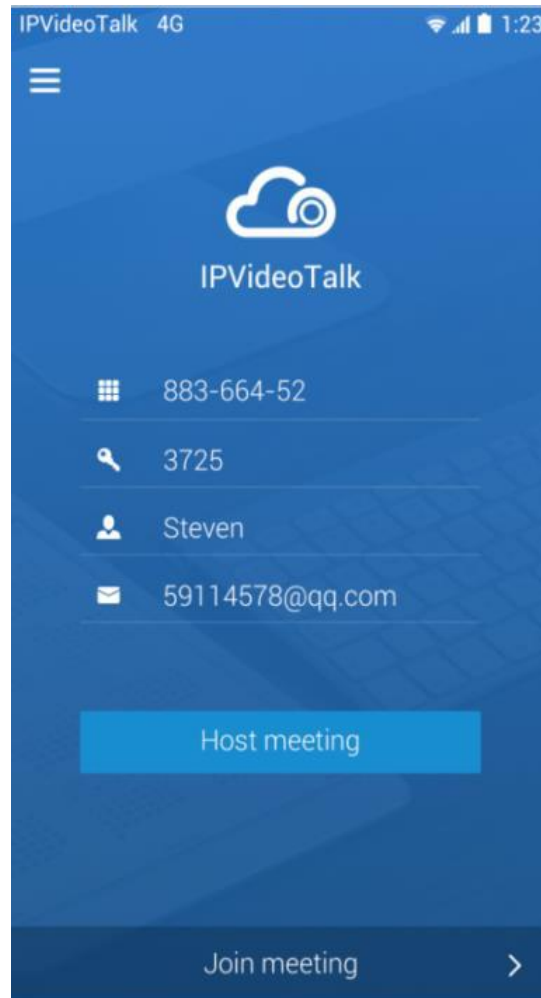 IPVideoTalk 4G 1:23
IPVideoTalk
883-664-52
3725
Steven
59114578@qq.com
Host meeting
Join meeting